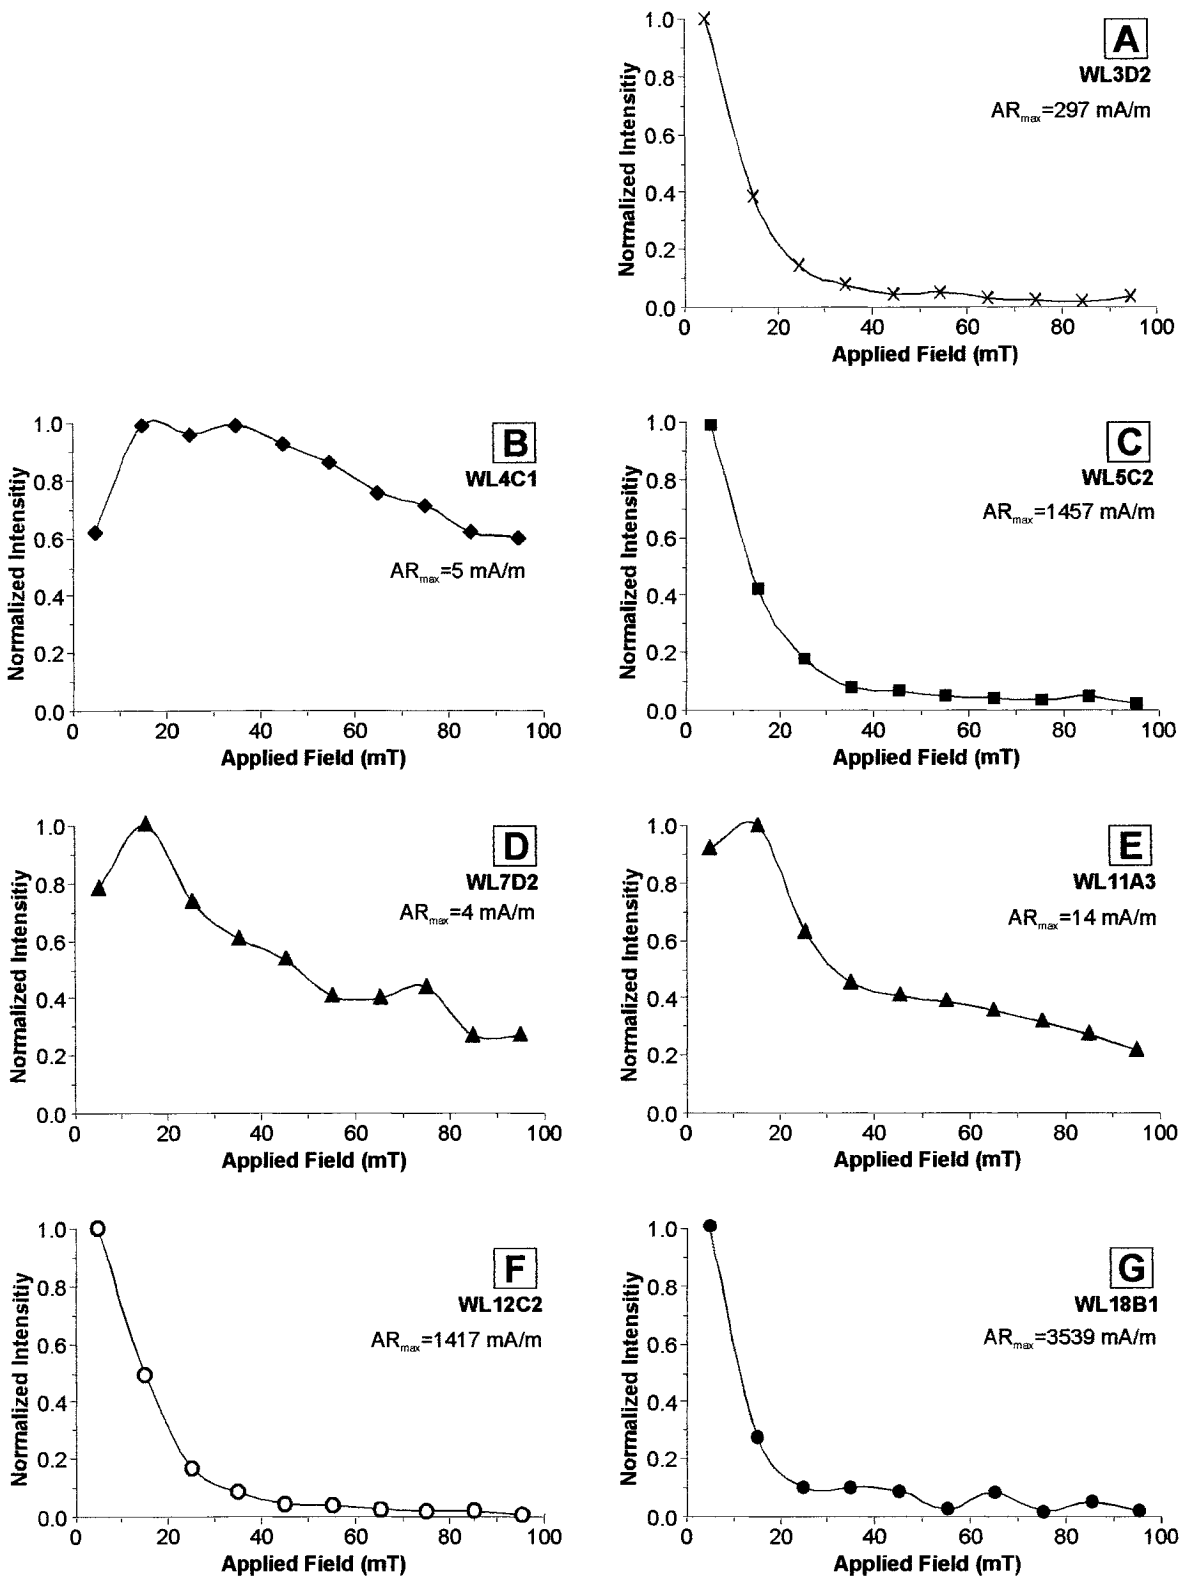 A
WL3D2
ARmax=297 mA/m
Normalized Intensitiy
1.0
0.8
0.6
0.4
0.2
0.0
0 20 40 60 80 100
Applied Field (mT)
B
WL4C1
ARmax=5 mA/m
Normalized Intensitiy
1.0
0.8
0.6
0.4
0.2
0.0
0 20 40 60 80 100
Applied Field (mT)
C
WL5C2
ARmax=1457 mA/m
Normalized Intensitiy
1.0
0.8
0.6
0.4
0.2
0.0
0 20 40 60 80 100
Applied Field (mT)
D
WL7D2
ARmax=4 mA/m
Normalized Intensitiy
1.0
0.8
0.6
0.4
0.2
0.0
0 20 40 60 80 100
Applied Field (mT)
E
WL11A3
ARmax=14 mA/m
Normalized Intensitiy
1.0
0.8
0.6
0.4
0.2
0.0
0 20 40 60 80 100
Applied Field (mT)
F
WL12C2
ARmax=1417 mA/m
Normalized Intensitiy
1.0
0.8
0.6
0.4
0.2
0.0
0 20 40 60 80 100
Applied Field (mT)
G
WL18B1
ARmax=3539 mA/m
Normalized Intensitiy
1.0
0.8
0.6
0.4
0.2
0.0
0 20 40 60 80 100
Applied Field (mT)